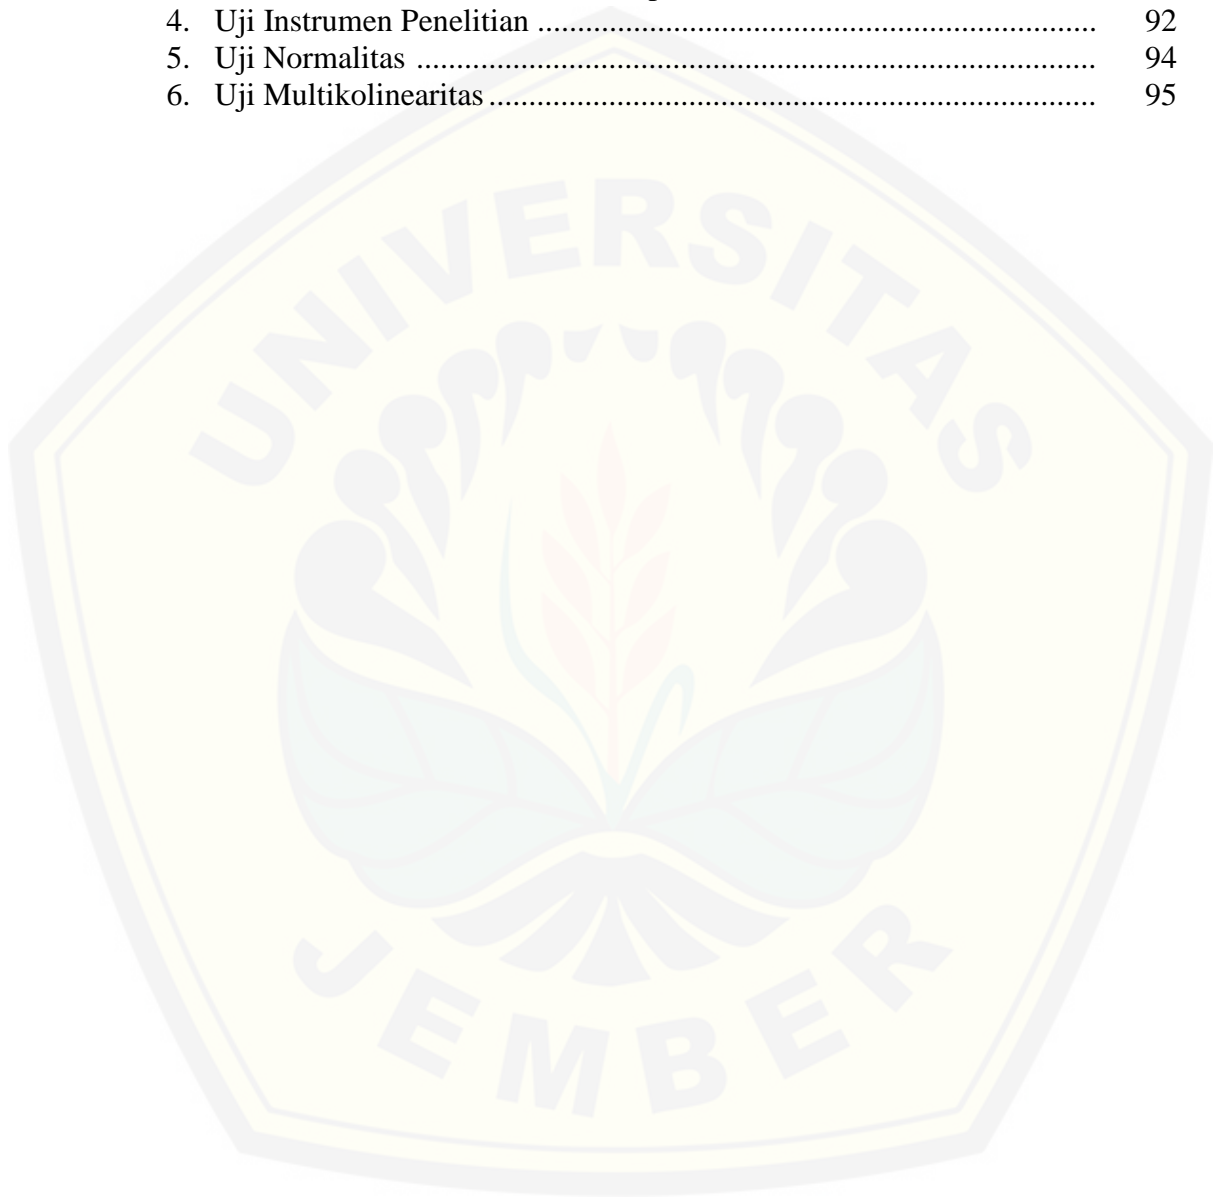 4. Uji Instrumen Penelitian ................................................................... 92
5. Uji Normalitas .................................................................................. 94
6. Uji Multikolinearitas ......................................................................... 95
UNIVERSITAS
JEMBER